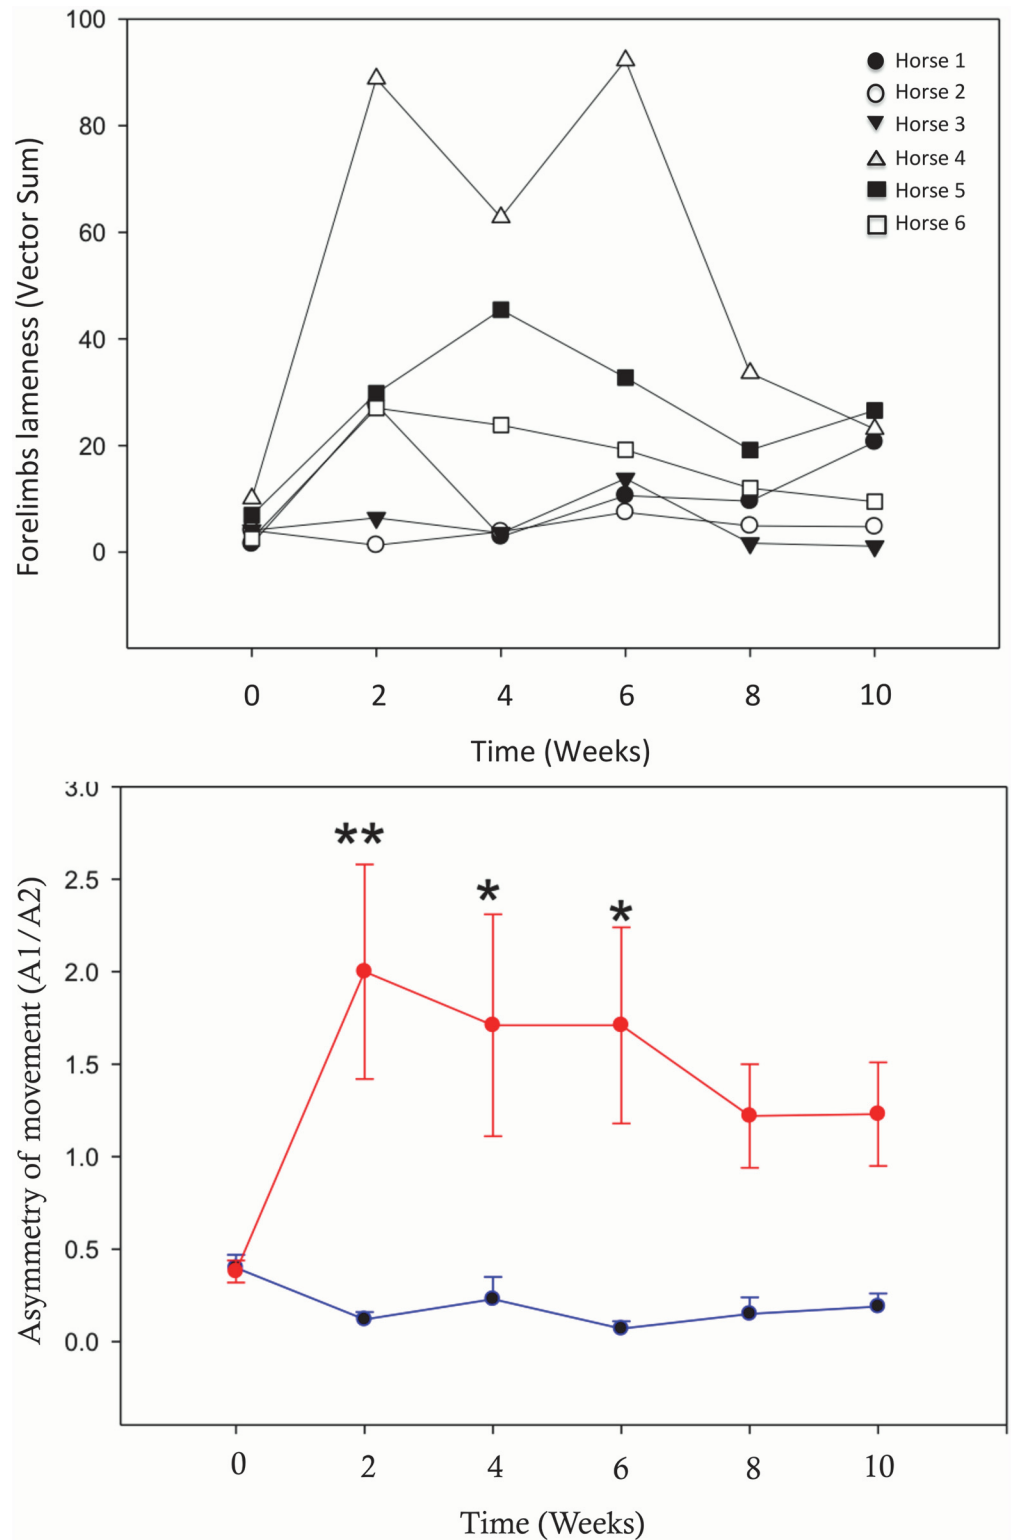 100
80
60
40
20
0
Forelimbs lameness (Vector Sum)
Horse 1
Horse 2
Horse 3
Horse 4
Horse 5
Horse 6
0 2 4 6 8 10
Time (Weeks)
3.0
2.5
2.0
1.5
1.0
0.5
0.0
Asymmetry of movement (A1/A2)
**
*
*
0 2 4 6 8 10
Time (Weeks)